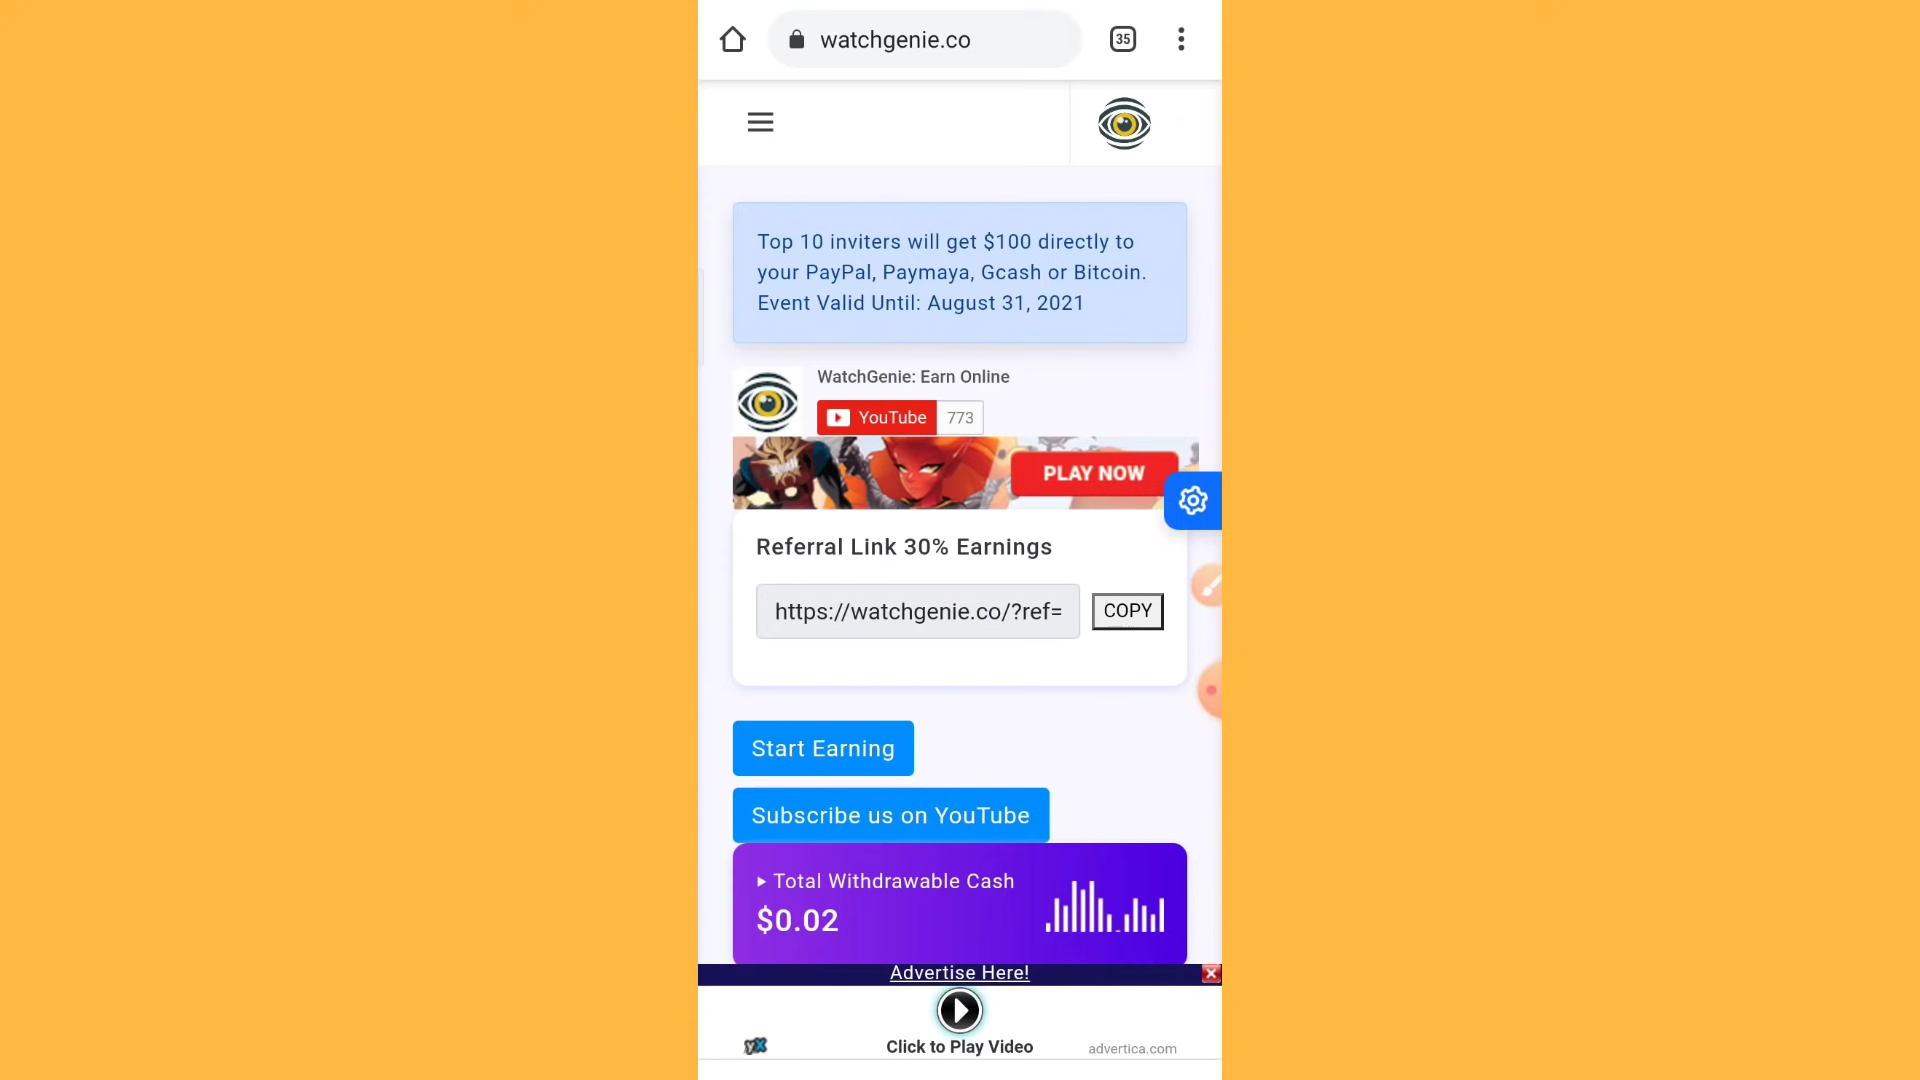 watchgenie.co
35
Top 10 inviters will get $100 directly to
your PayPal, Paymaya, Gcash or Bitcoin.
Event Valid Until: August 31, 2021
WatchGenie: Earn Online
YouTube 773
PLAY NOW
Referral Link 30% Earnings
https://watchgenie.co/?ref= COPY
Start Earning
Subscribe us on YouTube
Total Withdrawable Cash
$0.02
Advertise Here!
yx
Click to Play Video
advertica.com